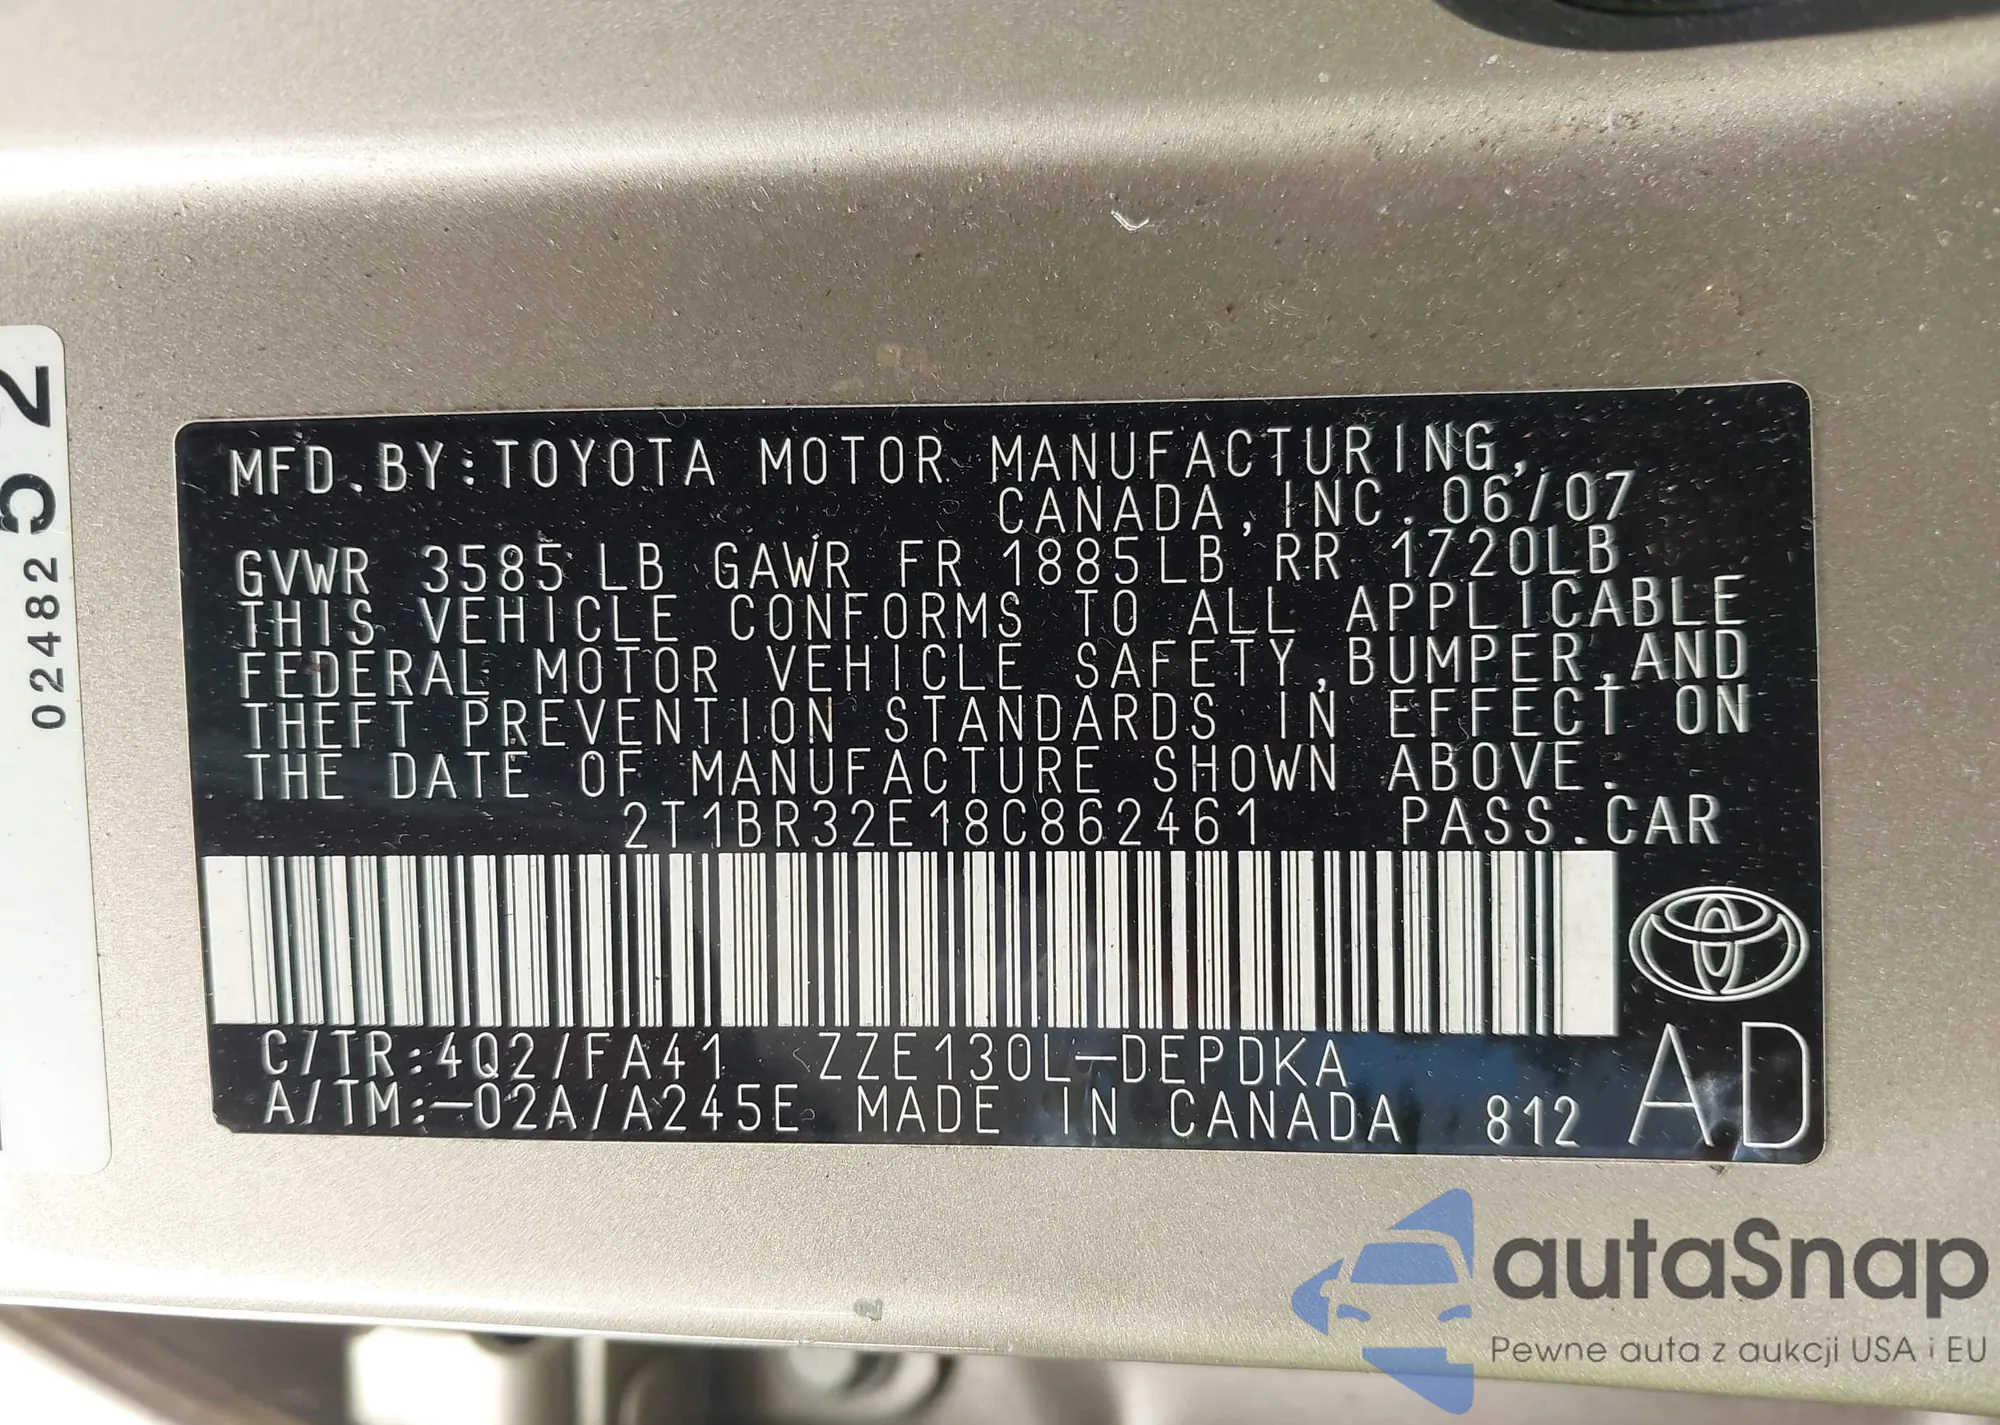 MFD.BY:TOYOTA MOTOR MANUFACTURING,
CANADA, INC. 06/07
GVWR 3585LB GAWR FR 1885LB RR 1720LB
THIS VEHICLE CONFORMS TO ALL APPLICABLE
FEDERAL MOTOR VEHICLE SAFETY,BUMPER,AND
THEFT PREVENTION STANDARDS IN EFFECT ON
THE DATE OF MANUFACTURE SHOWN ABOVE.
2T1BR32E18C862461 PASS.CAR
C/TR:4Q2/FA41 ZZE130L-DEPDKA
A/TM:-02A/A245E MADE IN CANADA 812
AD
52
02482
2
autaSnap
Pewne auta z aukcji USA i EU